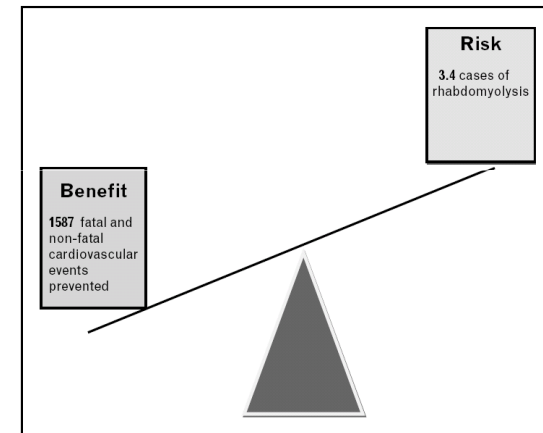 Risk
3.4 cases of
rhabdomyolysis
Benefit
1587 fatal and
non-fatal
cardiovascular
events
prevented